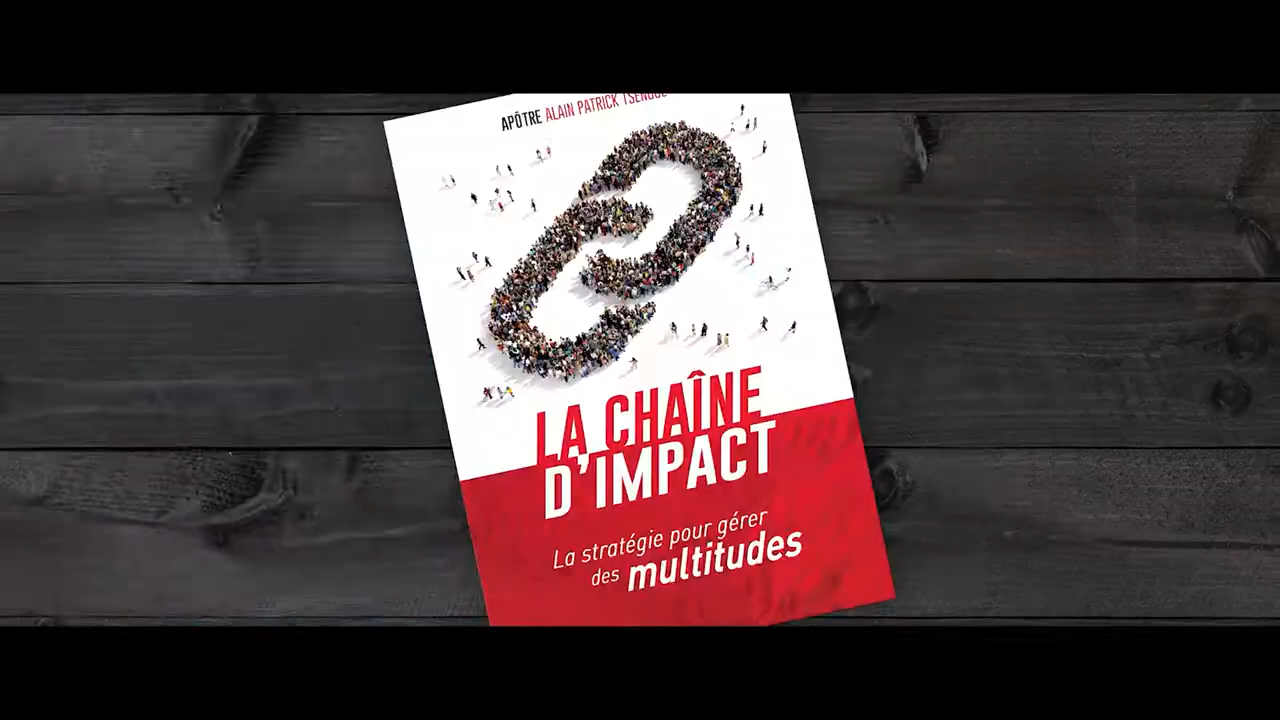 APÔTRE ALAIN PATRICK
LA CHAÎNE
D'IMPACT
La stratégie pour gérer
des multitudes